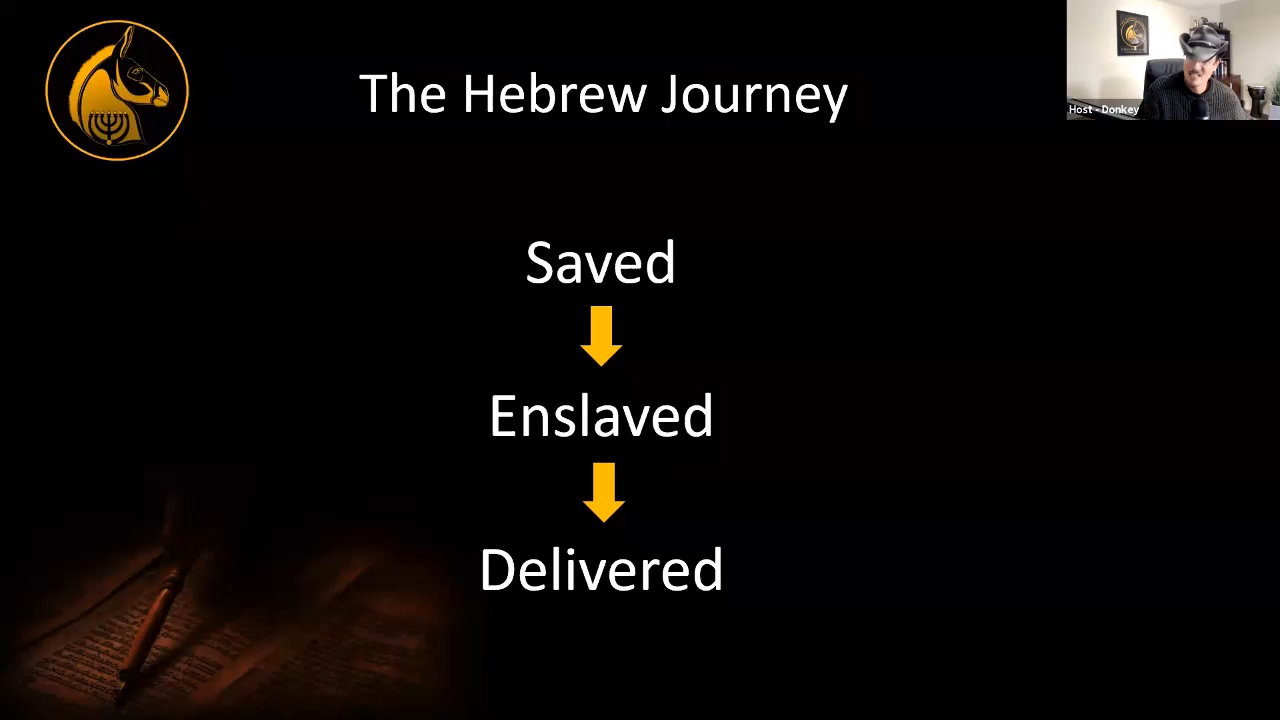 The Hebrew Journey
Host - Donkey
Saved
Enslaved
Delivered